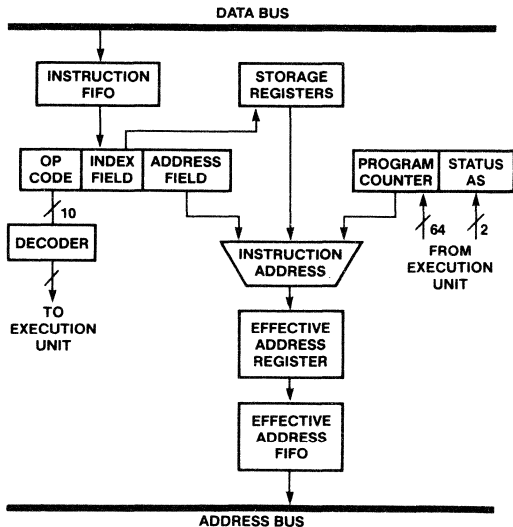 DATA BUS
INSTRUCTION
FIFO
STORAGE
REGISTERS
OP
CODE
INDEX
FIELD
ADDRESS
FIELD
PROGRAM
COUNTER
STATUS
AS
10
DECODER
TO
EXECUTION
UNIT
64
2
FROM
EXECUTION
UNIT
INSTRUCTION
ADDRESS
EFFECTIVE
ADDRESS
REGISTER
EFFECTIVE
ADDRESS
FIFO
ADDRESS BUS